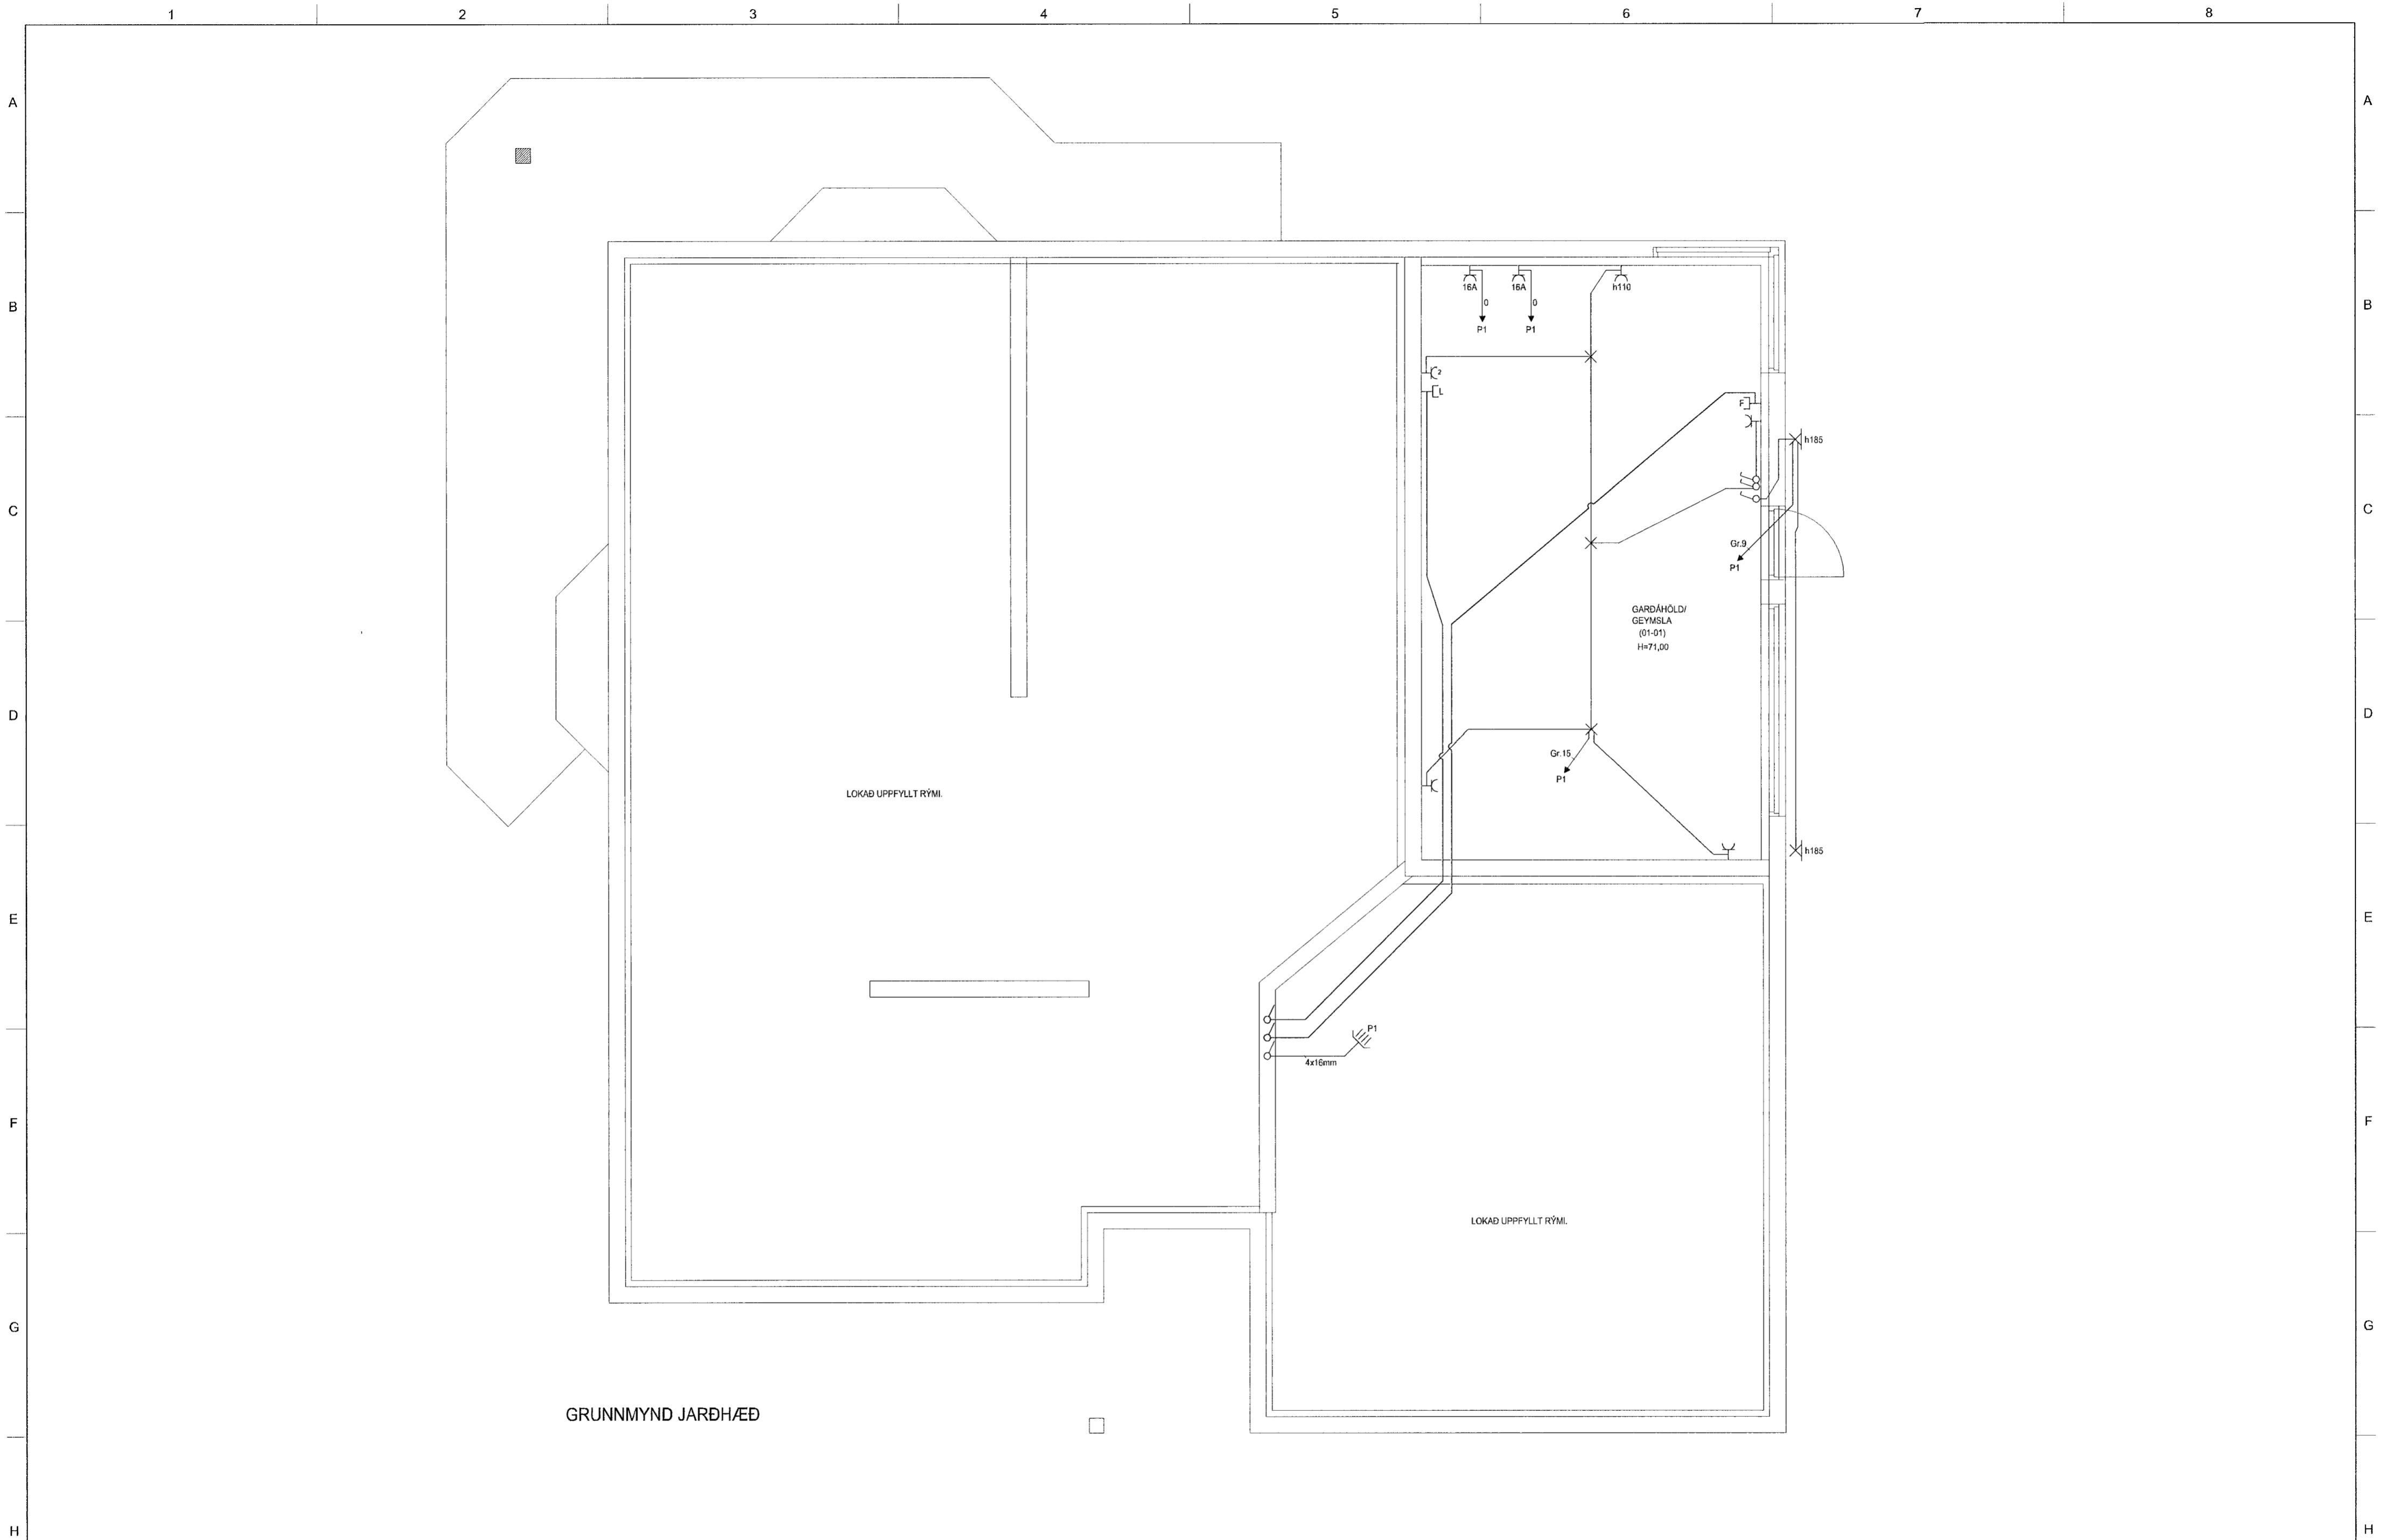 1 2 3 4 5 6 7 8
A A
16A 16A h110
B 0 0 B
P1 P1
2
L
F
h185
C C
Gr.9
P1
GARÐÁHÖLD/
GEYMSLA
(01-01)
H=71,00
D D
Gr.15
P1
LOKAÐ UPPFYLLT RÝMI.
h185
E E
P1
4x16mm
F F
LOKAÐ UPPFYLLT RÝMI.
G G
GRUNNMYND JARÐHÆÐ
H H